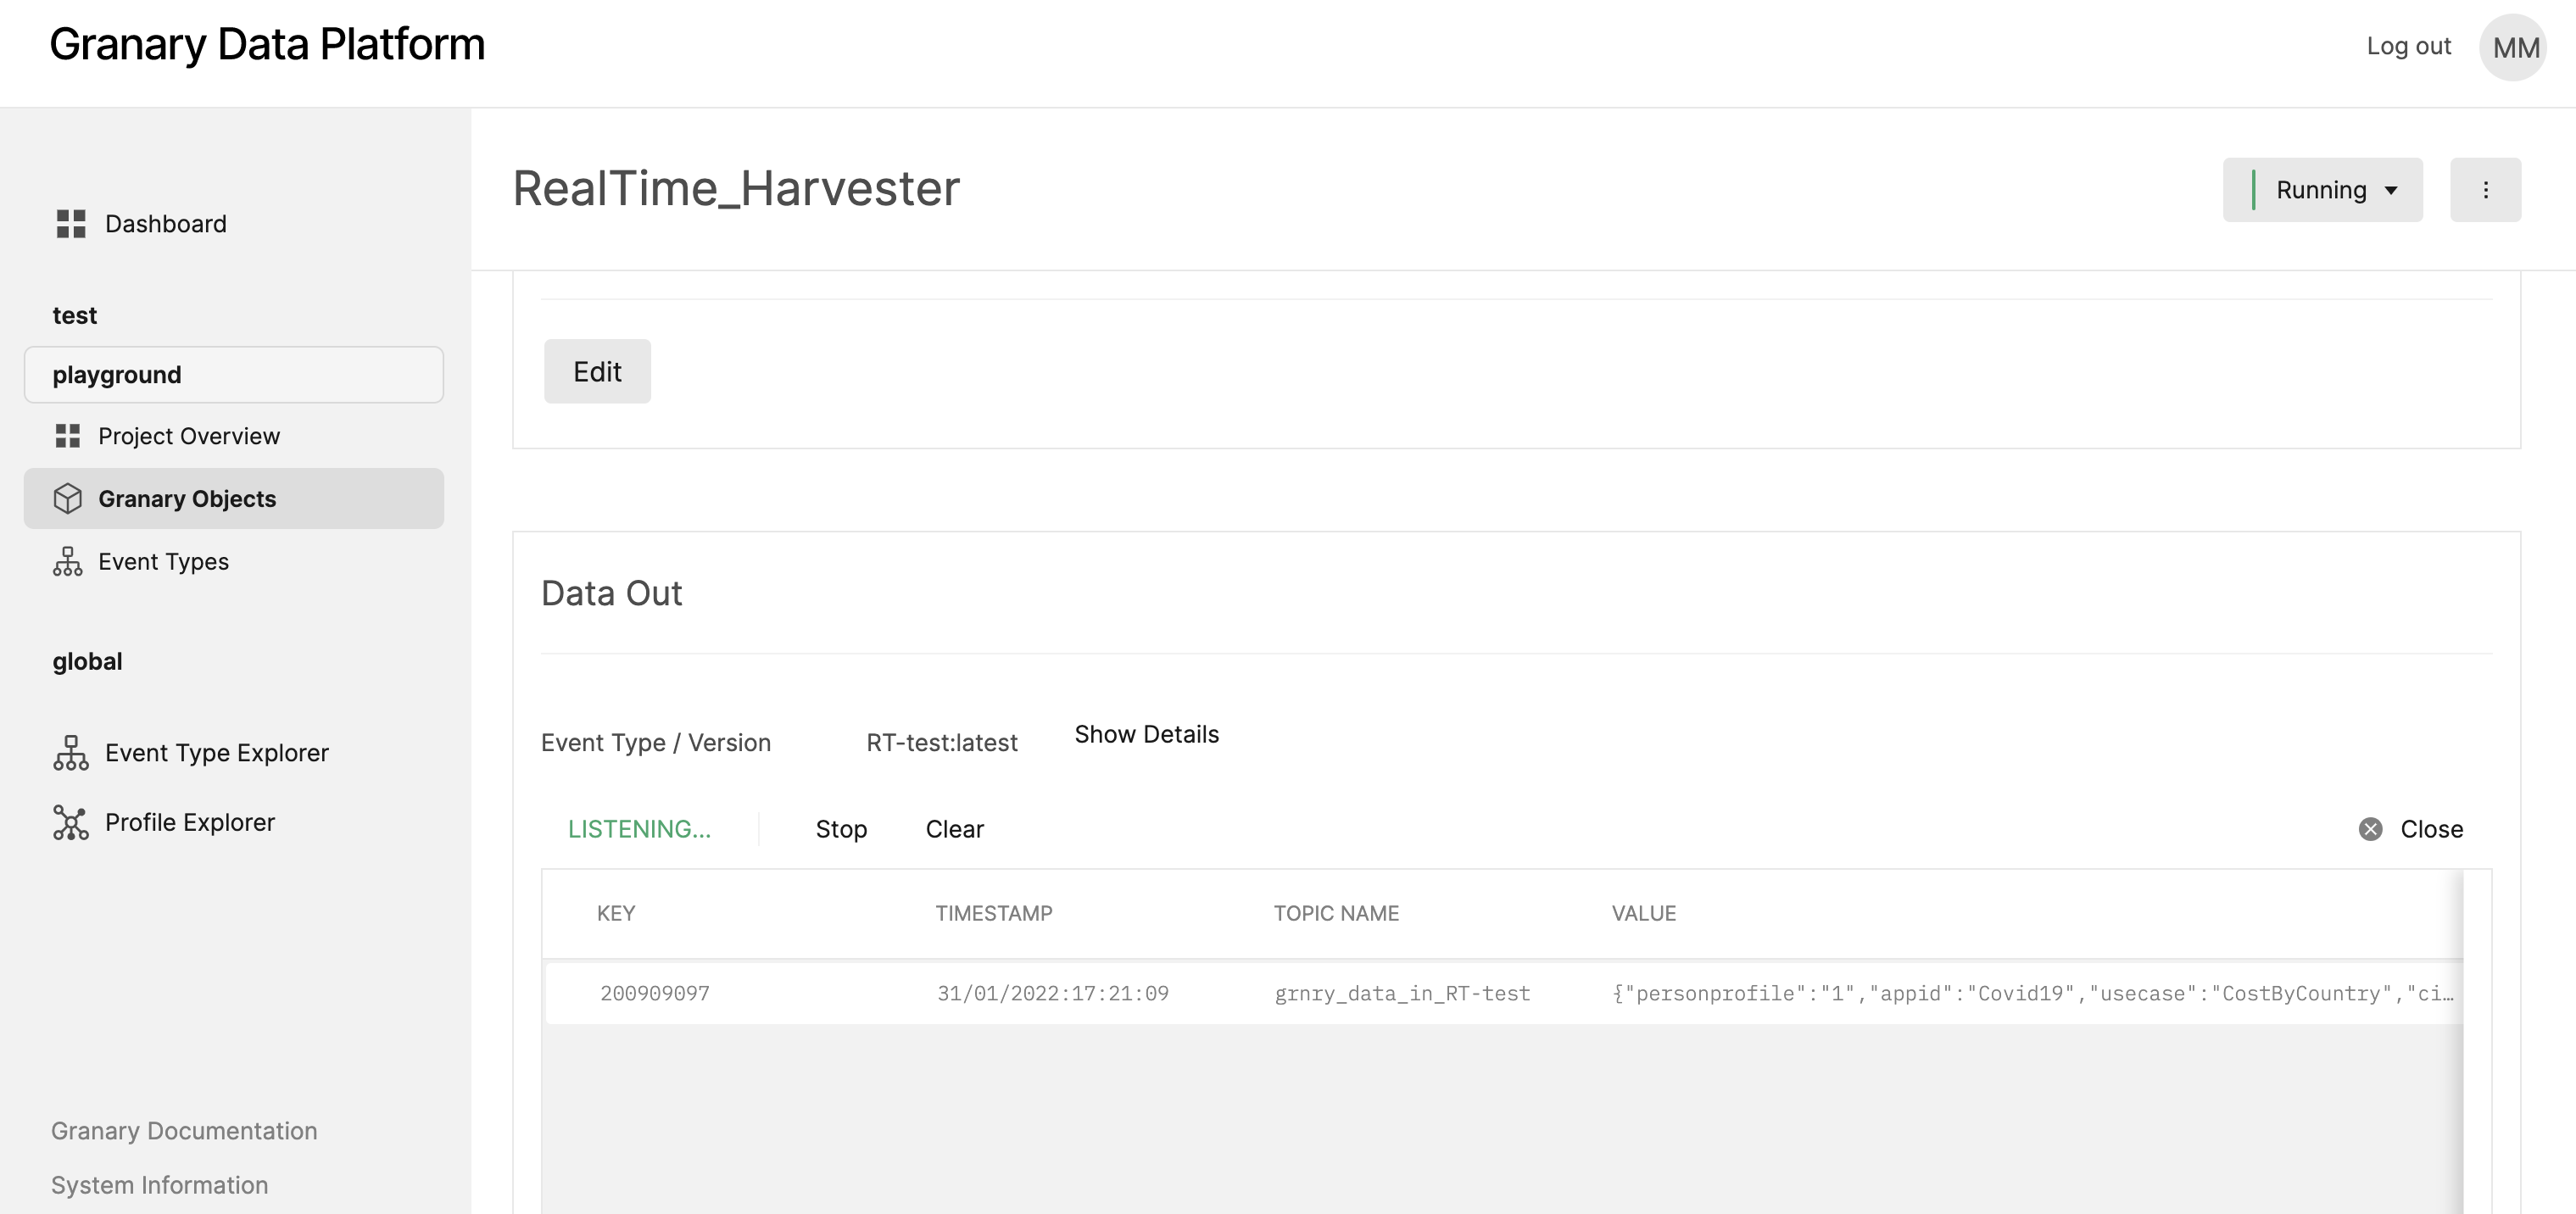 Granary Data Platform
Log out
MM
Dashboard
test
playground
Project Overview
Granary Objects
Event Types
global
Event Type Explorer
Profile Explorer
Granary Documentation
System Information
RealTime_Harvester
Running
Edit
Data Out
Event Type / Version RT-test:latest Show Details
LISTENING... Stop Clear Close
KEY TIMESTAMP TOPIC NAME VALUE
200909097 31/01/2022:17:21:09 grnry_data_in_RT-test {"personprofile":"1","appid":"Covid19","usecase":"CostByCountry","ci…